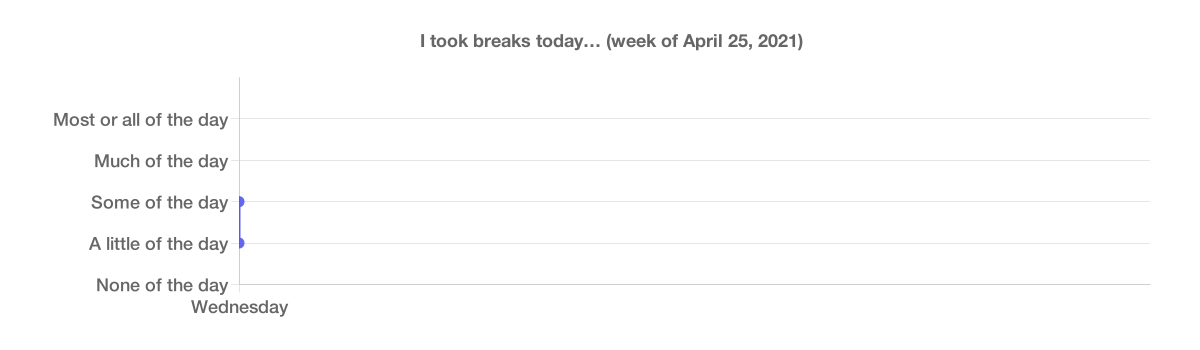 I took breaks today… (week of April 25, 2021)
Most or all of the day
Much of the day
Some of the day
A little of the day
None of the day
Wednesday